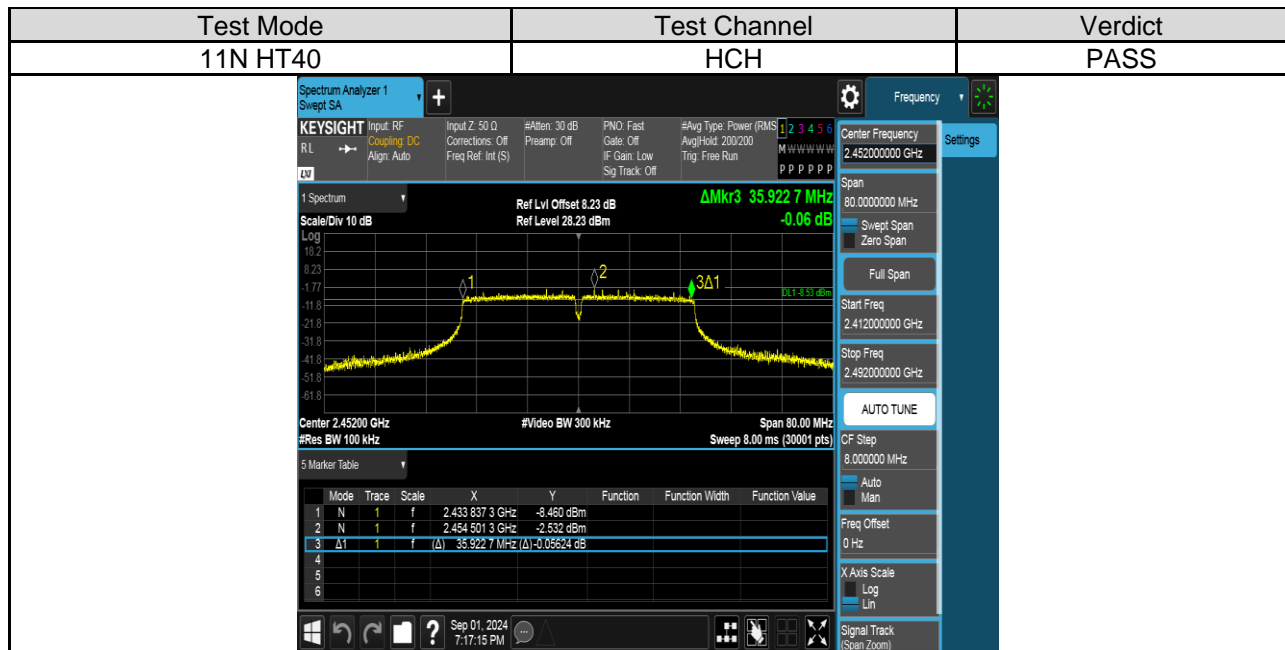 Test Mode Test Channel Verdict
11N HT40 HCH PASS
Spectrum Analyzer 1
Swept SA
+
Frequency
KEYSIGHT Input: RF Input Z: 50 Ω #Atten: 30 dB PNO: Fast #Avg Type: Power (RMS 1 2 3 4 5 6
RL Coupling: DC Corrections: Off Preamp: Off Gate: Off Avg|Hold: 200/200 M W W W W W
Align: Auto Freq Ref: Int (S) IF Gain: Low Trig: Free Run
LXI Sig Track: Off P P P P P P
1 Spectrum
Ref Lvl Offset 8.23 dB
ΔMkr3 35.922 7 MHz
Scale/Div 10 dB Ref Level 28.23 dBm -0.06 dB
Log
18.2
8.23
-1.77
-11.8
-21.8
-31.8
-41.8
-51.8
-61.8
1
2
3Δ1
DL1 -8.53 dBm
Center 2.45200 GHz #Video BW 300 kHz Span 80.00 MHz
#Res BW 100 kHz Sweep 8.00 ms (30001 pts)
5 Marker Table
Mode Trace Scale X Y Function Function Width Function Value
1 N 1 f 2.433 837 3 GHz -8.460 dBm
2 N 1 f 2.454 501 3 GHz -2.532 dBm
3 Δ1 1 f (Δ) 35.922 7 MHz (Δ) -0.05624 dB
4
5
6
Sep 01, 2024
7:17:15 PM
?
Settings
Center Frequency
2.452000000 GHz
Span
80.0000000 MHz
Swept Span
Zero Span
Full Span
Start Freq
2.412000000 GHz
Stop Freq
2.492000000 GHz
AUTO TUNE
CF Step
8.000000 MHz
Auto
Man
Freq Offset
0 Hz
X Axis Scale
Log
Lin
Signal Track
(Span Zoom)